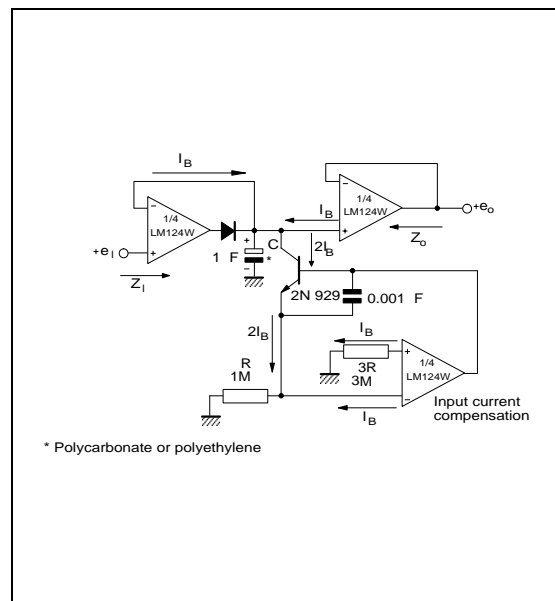 I_B
1/4
LM124W
+e_I
Z_I
1 F
*
C
1/4
LM124W
I_B
+e_o
Z_o
2I_B
2N 929
0.001 F
2I_B
R
1M
I_B
3R
3M
1/4
LM124W
I_B
Input current
compensation
* Polycarbonate or polyethylene